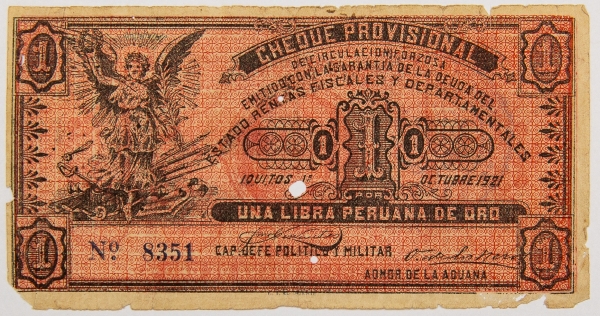 1
1
CHEQUE PROVISIONAL
DE CIRCULACION FORZOSA
EMITIDO CON LA GARANTIA DE LA DEUDA DEL
ESTADO RENTAS FISCALES Y DEPARTAMENTALES
1 1 1
IQUITOS 1º OCTUBRE 1921
UNA LIBRA PERUANA DE ORO
Nº 8351
CAP. JEFE POLITICO Y MILITAR
ADMOR DE LA ADUANA
1
1